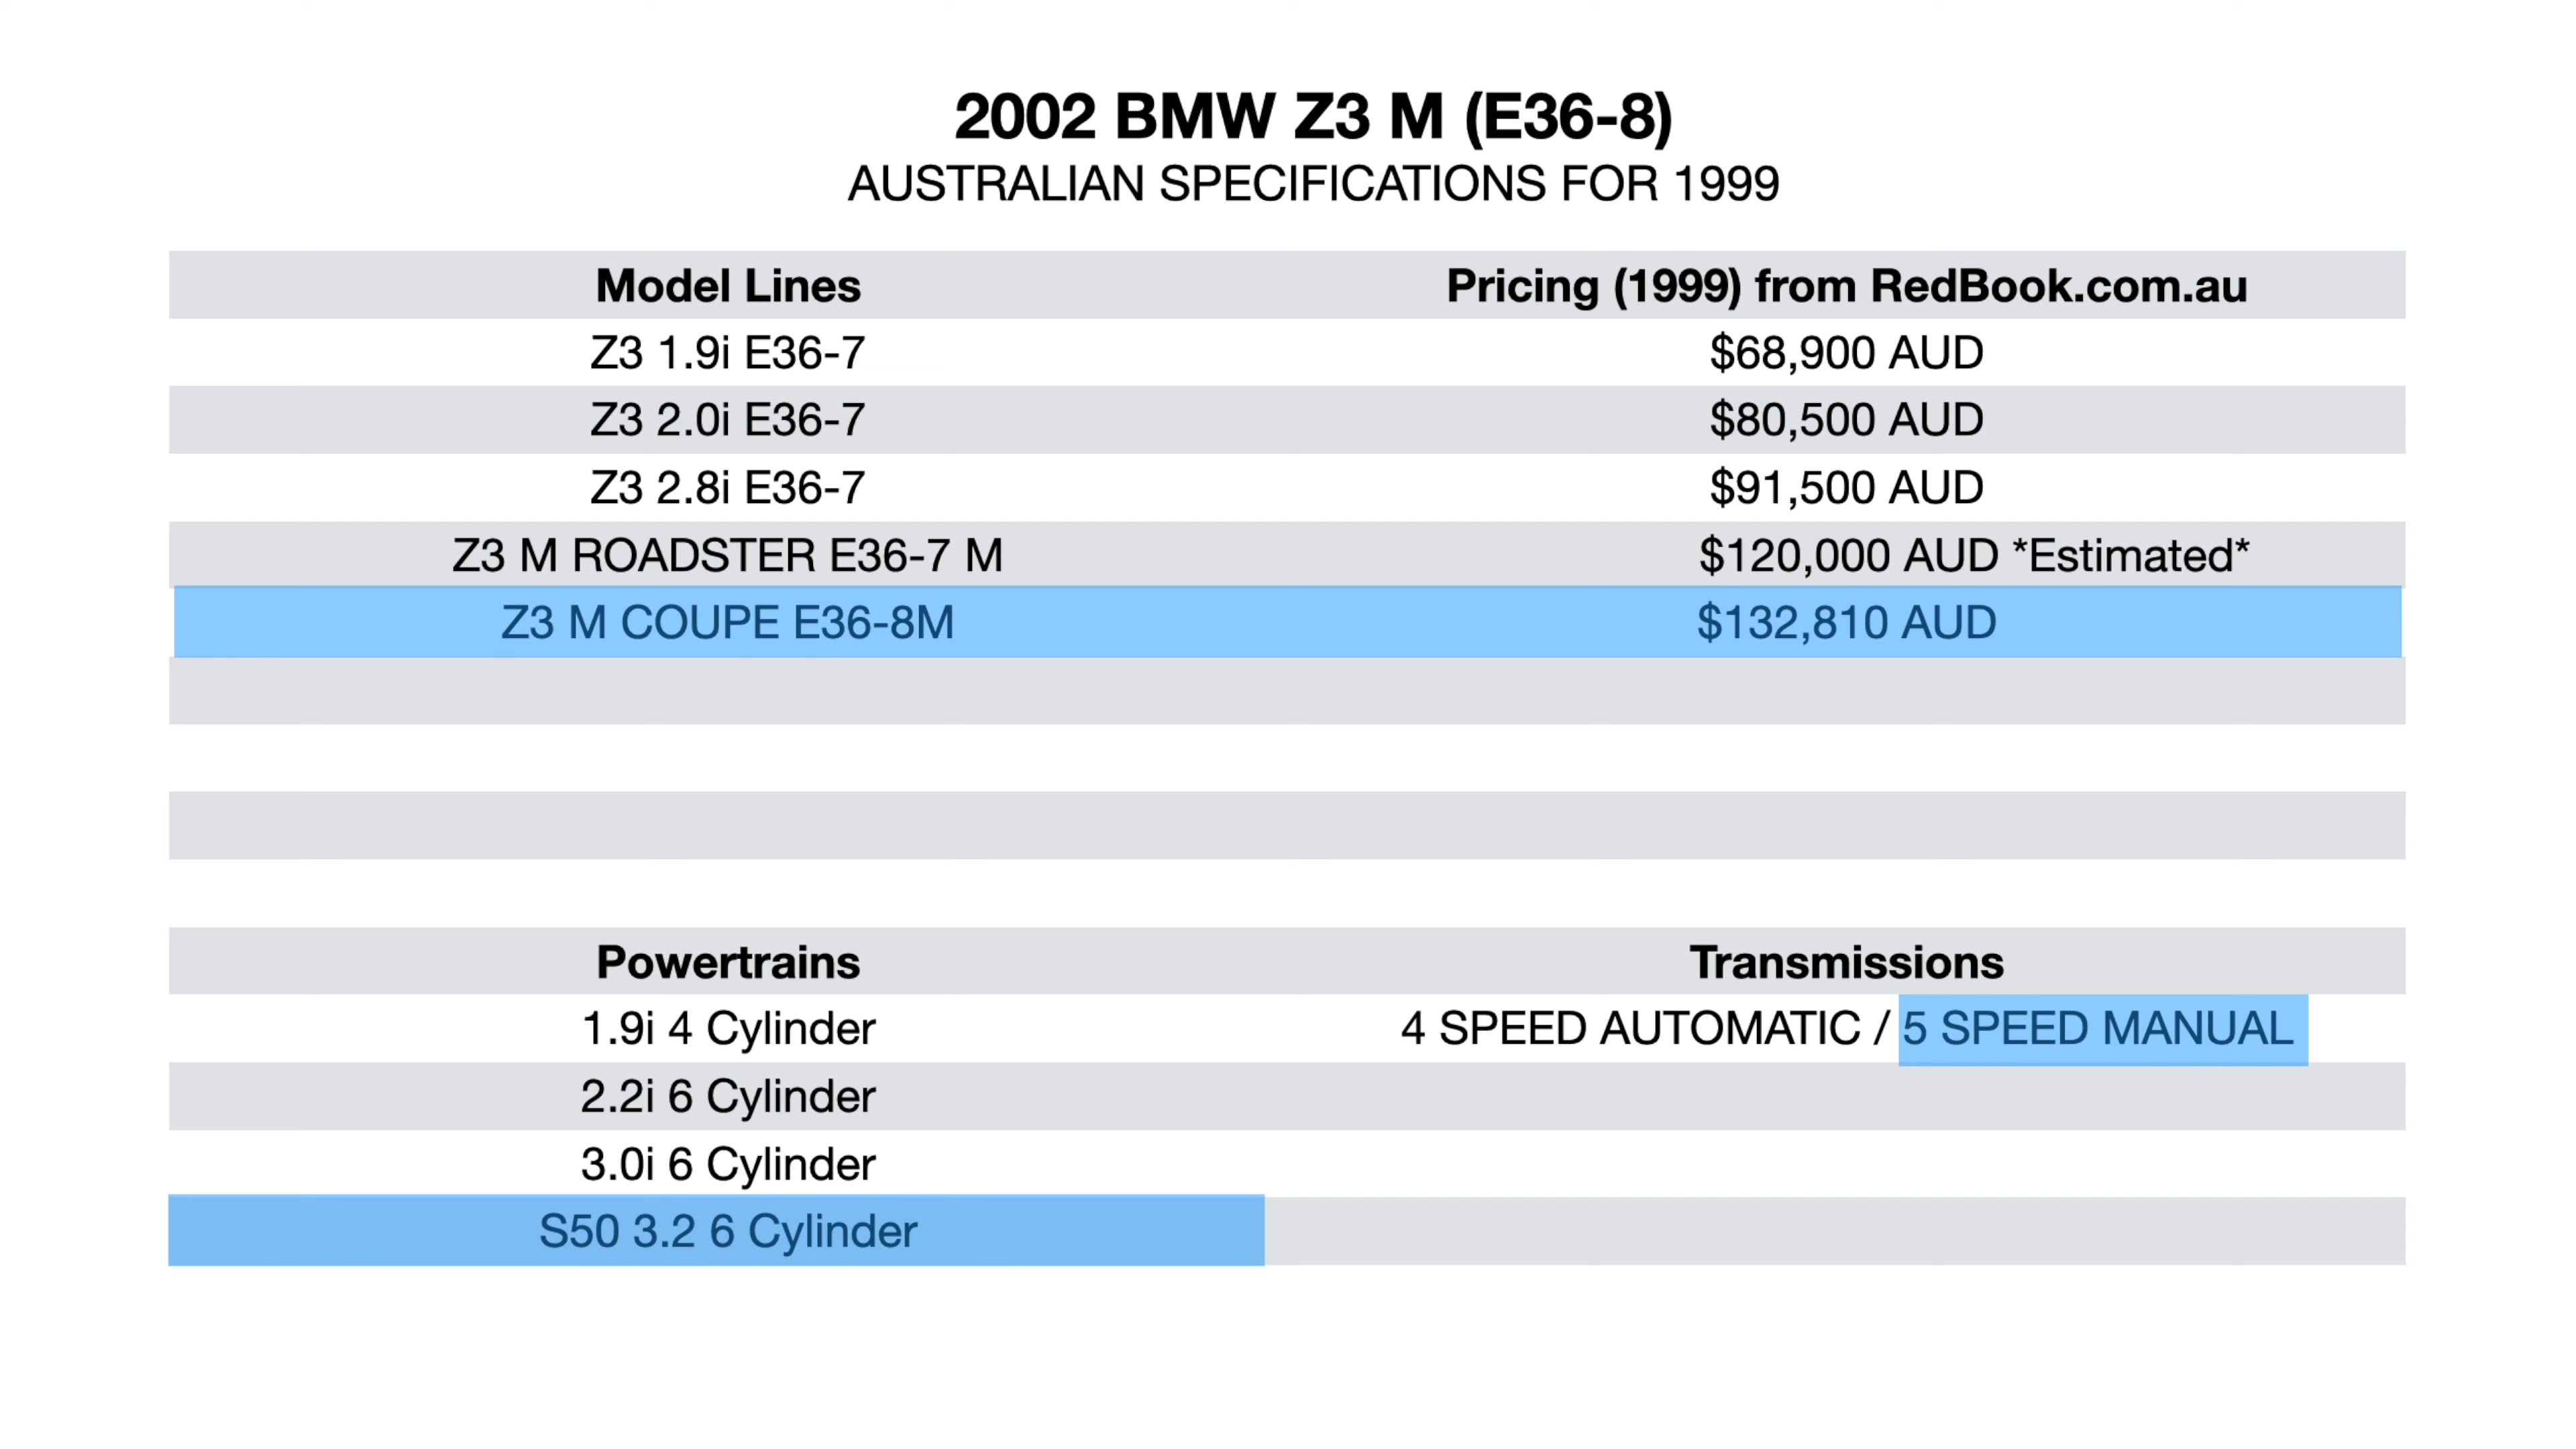 2002 BMW Z3 M (E36-8)
AUSTRALIAN SPECIFICATIONS FOR 1999
Model Lines Pricing (1999) from RedBook.com.au
Z3 1.9i E36-7 $68,900 AUD
Z3 2.0i E36-7 $80,500 AUD
Z3 2.8i E36-7 $91,500 AUD
Z3 M ROADSTER E36-7 M $120,000 AUD *Estimated*
Z3 M COUPE E36-8M $132,810 AUD
Powertrains Transmissions
1.9i 4 Cylinder 4 SPEED AUTOMATIC / 5 SPEED MANUAL
2.2i 6 Cylinder
3.0i 6 Cylinder
S50 3.2 6 Cylinder